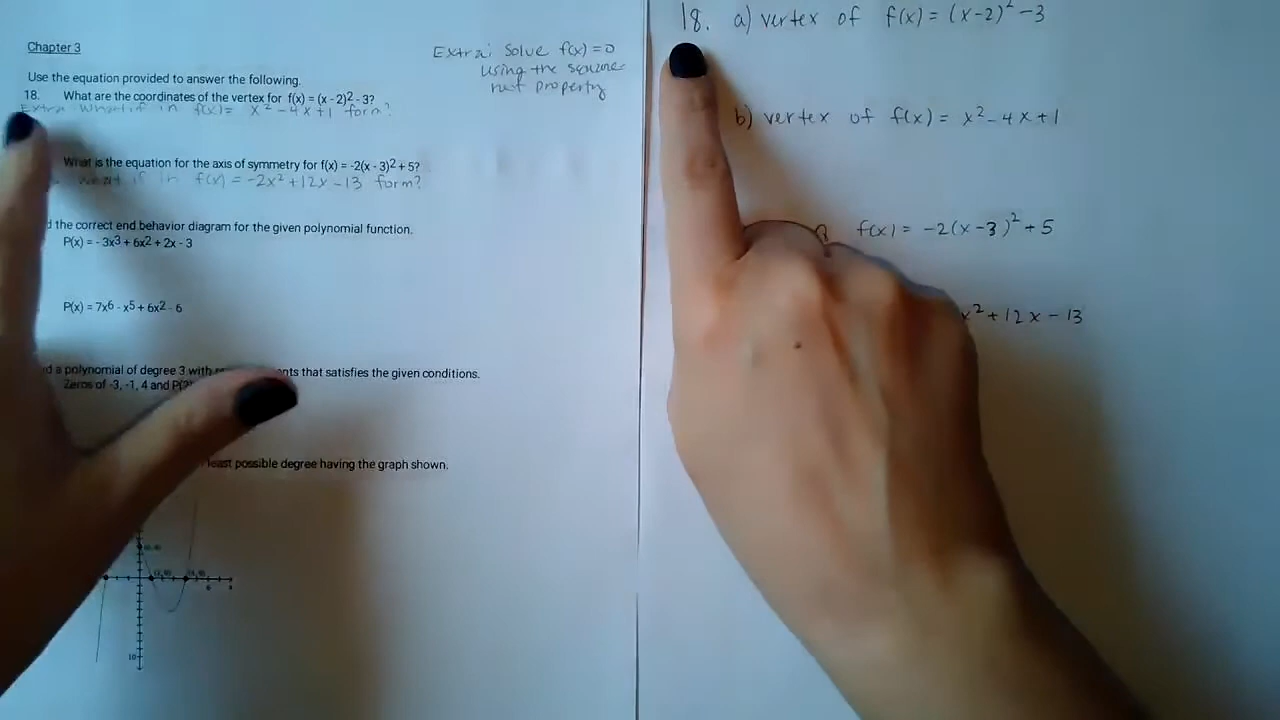 Chapter 3
Extra: Solve f(x)=0
using the square
root property
Use the equation provided to answer the following.
18. What are the coordinates of the vertex for f(x) = (x - 2)2 - 3?
Extra: What if in f(x) = x² - 4x + 1 form?
What is the equation for the axis of symmetry for f(x) = -2(x - 3)2 + 5?
What if in f(x) = -2x² + 12x - 13 form?
the correct end behavior diagram for the given polynomial function.
P(x) = - 3x3 + 6x2 + 2x - 3
P(x) = 7x6 - x5 + 6x2 - 6
a polynomial of degree 3 with that satisfies the given conditions.
Zeros of -3, -1, 4 and
least possible degree having the graph shown.
18. a) vertex of f(x) = (x-2)² - 3
b) vertex of f(x) = x² - 4x + 1
f(x) = -2(x-3)² + 5
x² + 12x - 13